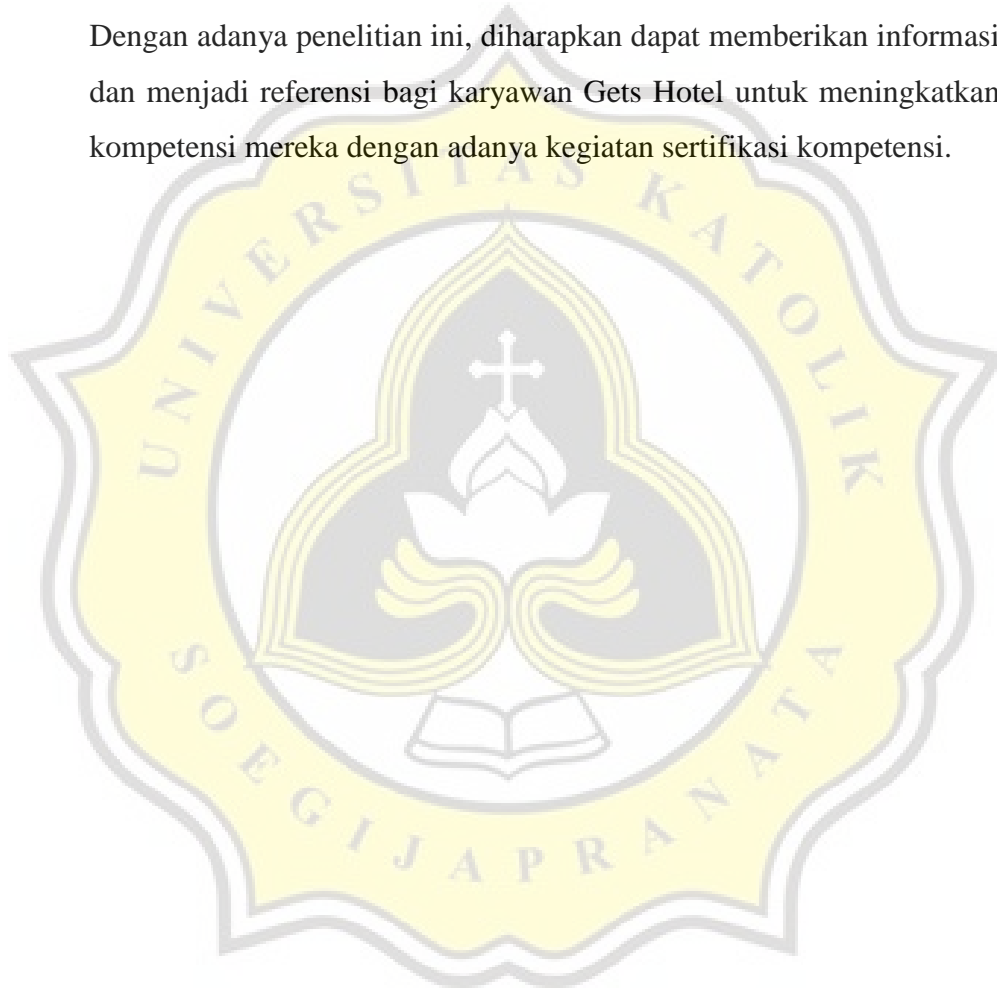 Dengan adanya penelitian ini, diharapkan dapat memberikan informasi
dan menjadi referensi bagi karyawan Gets Hotel untuk meningkatkan
kompetensi mereka dengan adanya kegiatan sertifikasi kompetensi.
UNIVERSITAS KATOLIK
SOEGIJAPRANATA